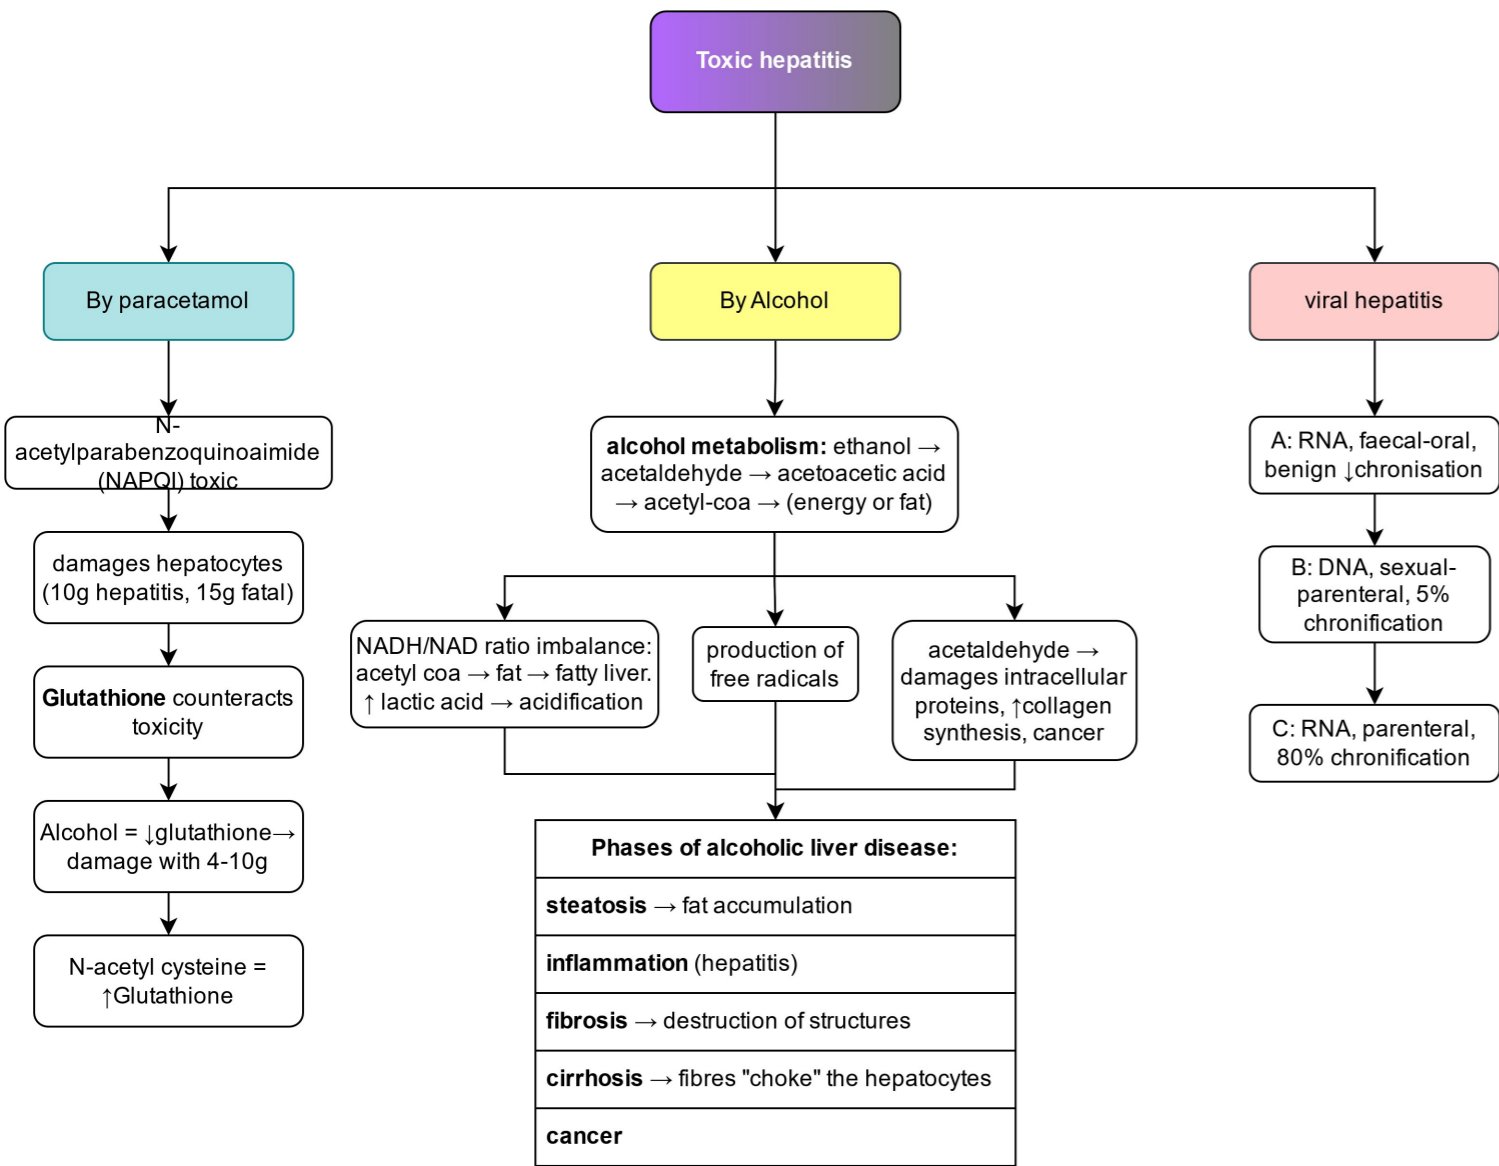 Toxic hepatitis
By paracetamol
By Alcohol
viral hepatitis
N-
acetylparabenzoquinoaimide
(NAPQI) toxic
damages hepatocytes
(10g hepatitis, 15g fatal)
Glutathione counteracts
toxicity
Alcohol = ↓glutathione→
damage with 4-10g
N-acetyl cysteine =
↑Glutathione
alcohol metabolism: ethanol →
acetaldehyde → acetoacetic acid
→ acetyl-coa → (energy or fat)
NADH/NAD ratio imbalance:
acetyl coa → fat → fatty liver.
↑ lactic acid → acidification
production of
free radicals
acetaldehyde →
damages intracellular
proteins, ↑collagen
synthesis, cancer
Phases of alcoholic liver disease:
steatosis → fat accumulation
inflammation (hepatitis)
fibrosis → destruction of structures
cirrhosis → fibres "choke" the hepatocytes
cancer
A: RNA, faecal-oral,
benign ↓chronisation
B: DNA, sexual-
parenteral, 5%
chronification
C: RNA, parenteral,
80% chronification